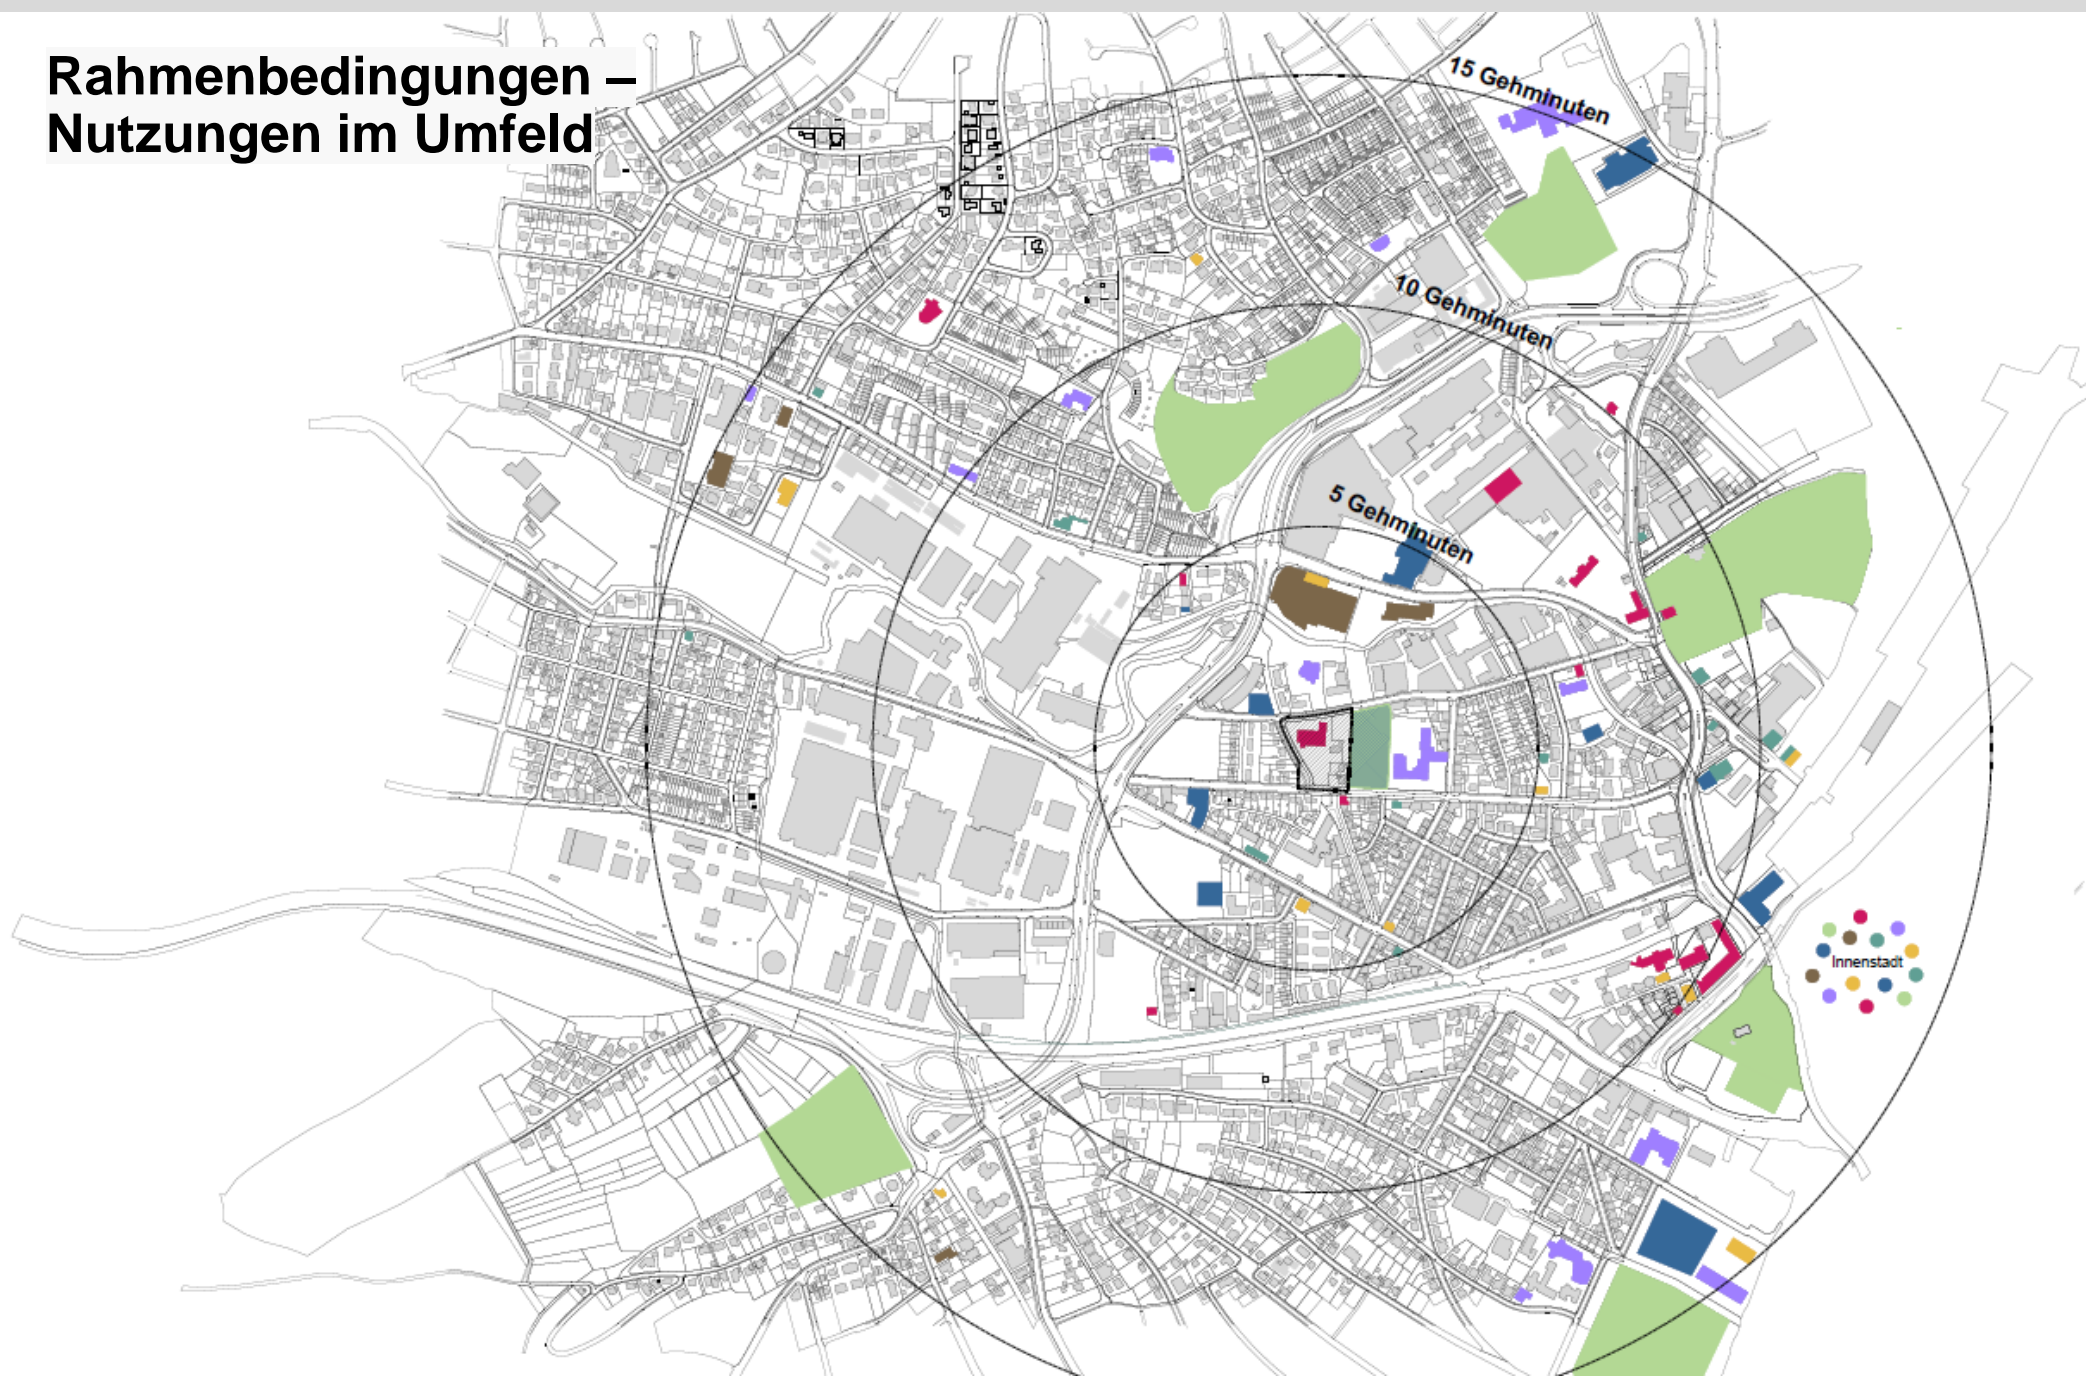 Rahmenbedingungen –
Nutzungen im Umfeld
15 Gehminuten
10 Gehminuten
5 Gehminuten
Innenstadt